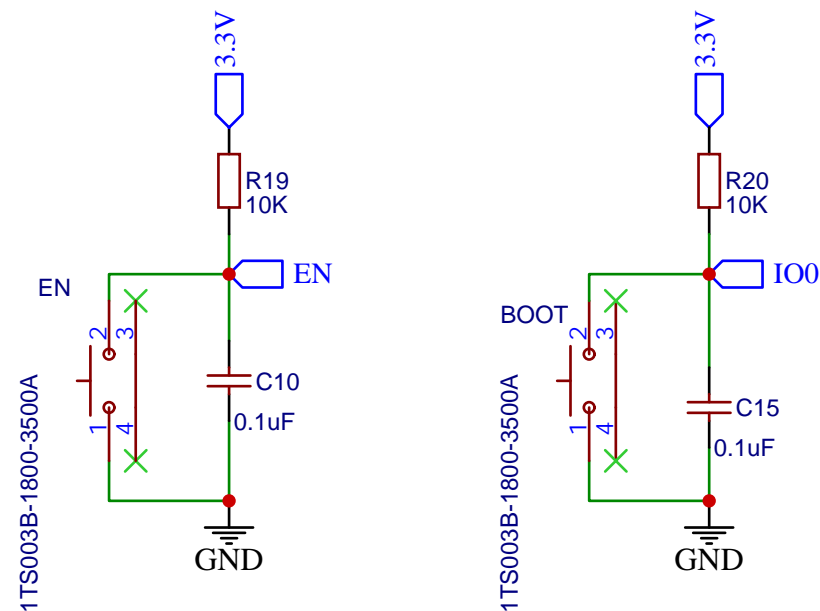 3.3V
R19
10K
EN
EN
2
3
1
4
C10
0.1uF
1TS003B-1800-3500A
GND
3.3V
R20
10K
IO0
BOOT
2
3
1
4
C15
0.1uF
1TS003B-1800-3500A
GND